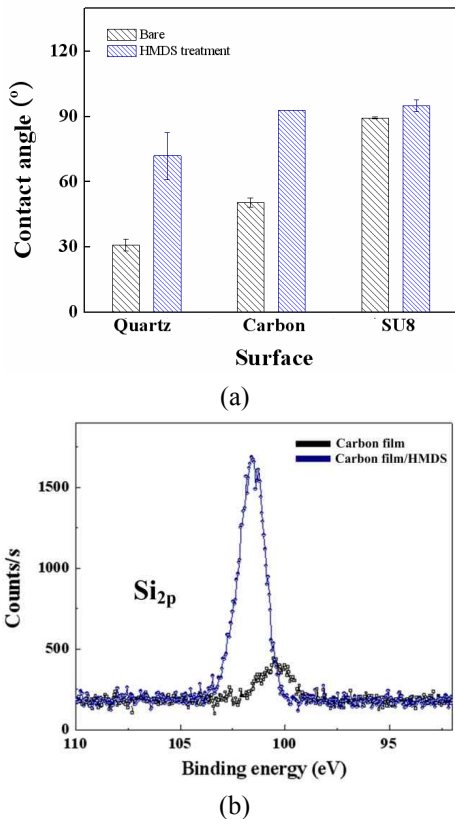 Bare
HMDS treatment
Contact angle (º)
120
90
60
30
0
Quartz Carbon SU8
Surface
(a)
Carbon film
Carbon film/HMDS
Si2p
Counts/s
1500
1000
500
0
110 105 100 95
Binding energy (eV)
(b)